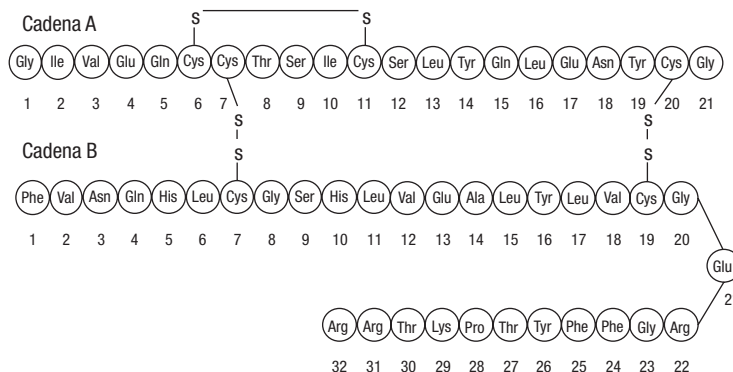 S S
Cadena A
Gly Ile Val Glu Gln Cys Cys Thr Ser Ile Cys Ser Leu Tyr Gln Leu Glu Asn Tyr Cys Gly
1 2 3 4 5 6 7 8 9 10 11 12 13 14 15 16 17 18 19 20 21
S S
S S
Cadena B
Phe Val Asn Gln His Leu Cys Gly Ser His Leu Val Glu Ala Leu Tyr Leu Val Cys Gly
1 2 3 4 5 6 7 8 9 10 11 12 13 14 15 16 17 18 19 20
Glu
2
Arg Arg Thr Lys Pro Thr Tyr Phe Phe Gly Arg
32 31 30 29 28 27 26 25 24 23 22